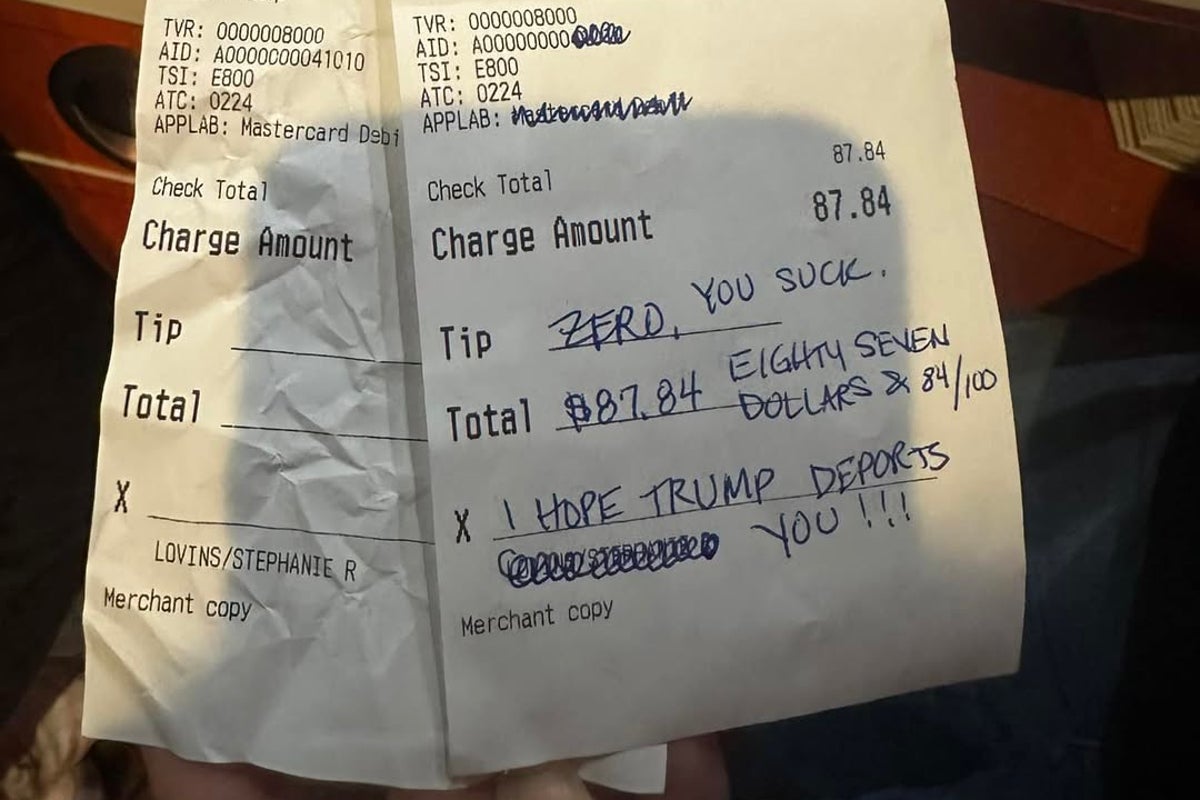 TVR: 0000008000
AID: A0000000041010
TSI: E800
ATC: 0224
APPLAB: Mastercard Debi
Check Total
Charge Amount
Tip
Total
X
LOVINS/STEPHANIE R
Merchant copy
TVR: 0000008000
AID: A00000000
TSI: E800
ATC: 0224
APPLAB: Mastercard Debit
87.84
Check Total
87.84
Charge Amount
Tip ZERO, YOU SUCK.
Total $87.84 EIGHTY SEVEN
DOLLARS & 84/100
X I HOPE TRUMP DEPORTS
YOU !!!
Merchant copy